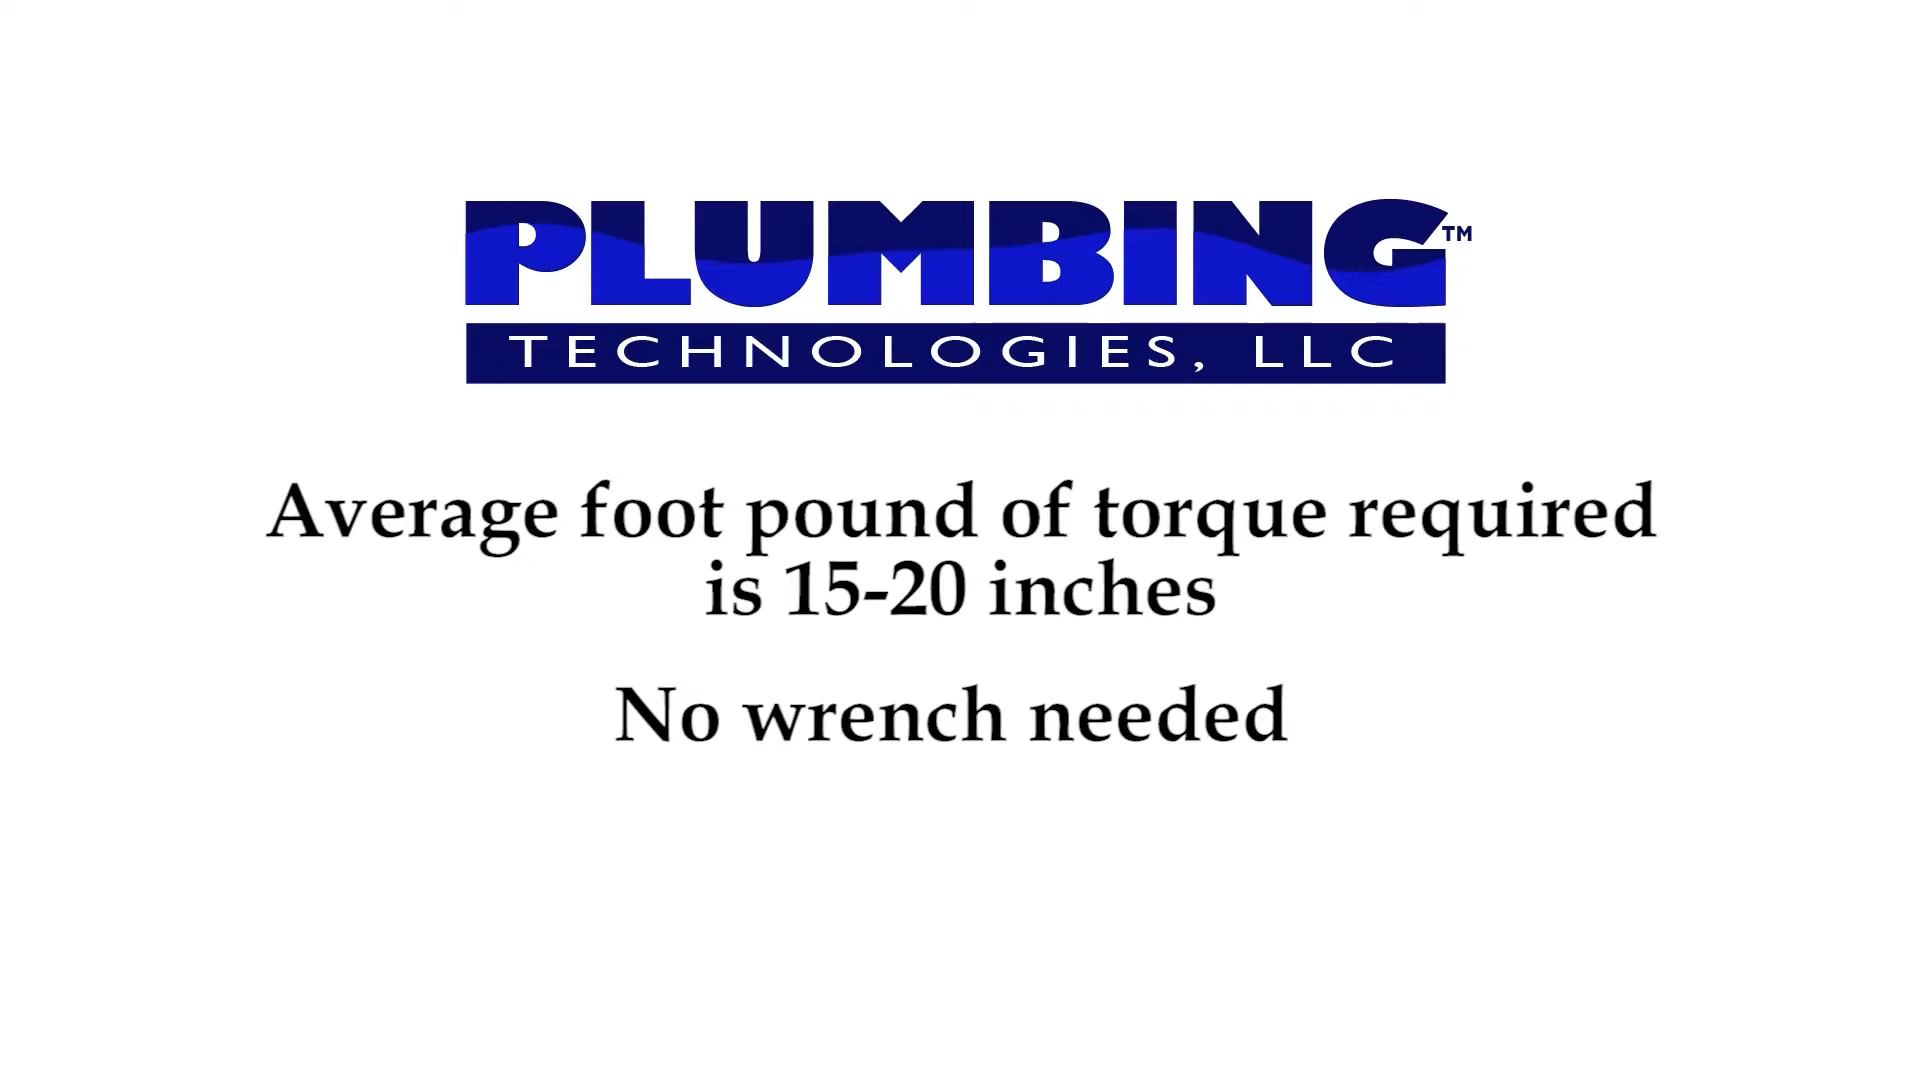 PLUMBING™
TECHNOLOGIES, LLC
Average foot pound of torque required
is 15-20 inches
No wrench needed